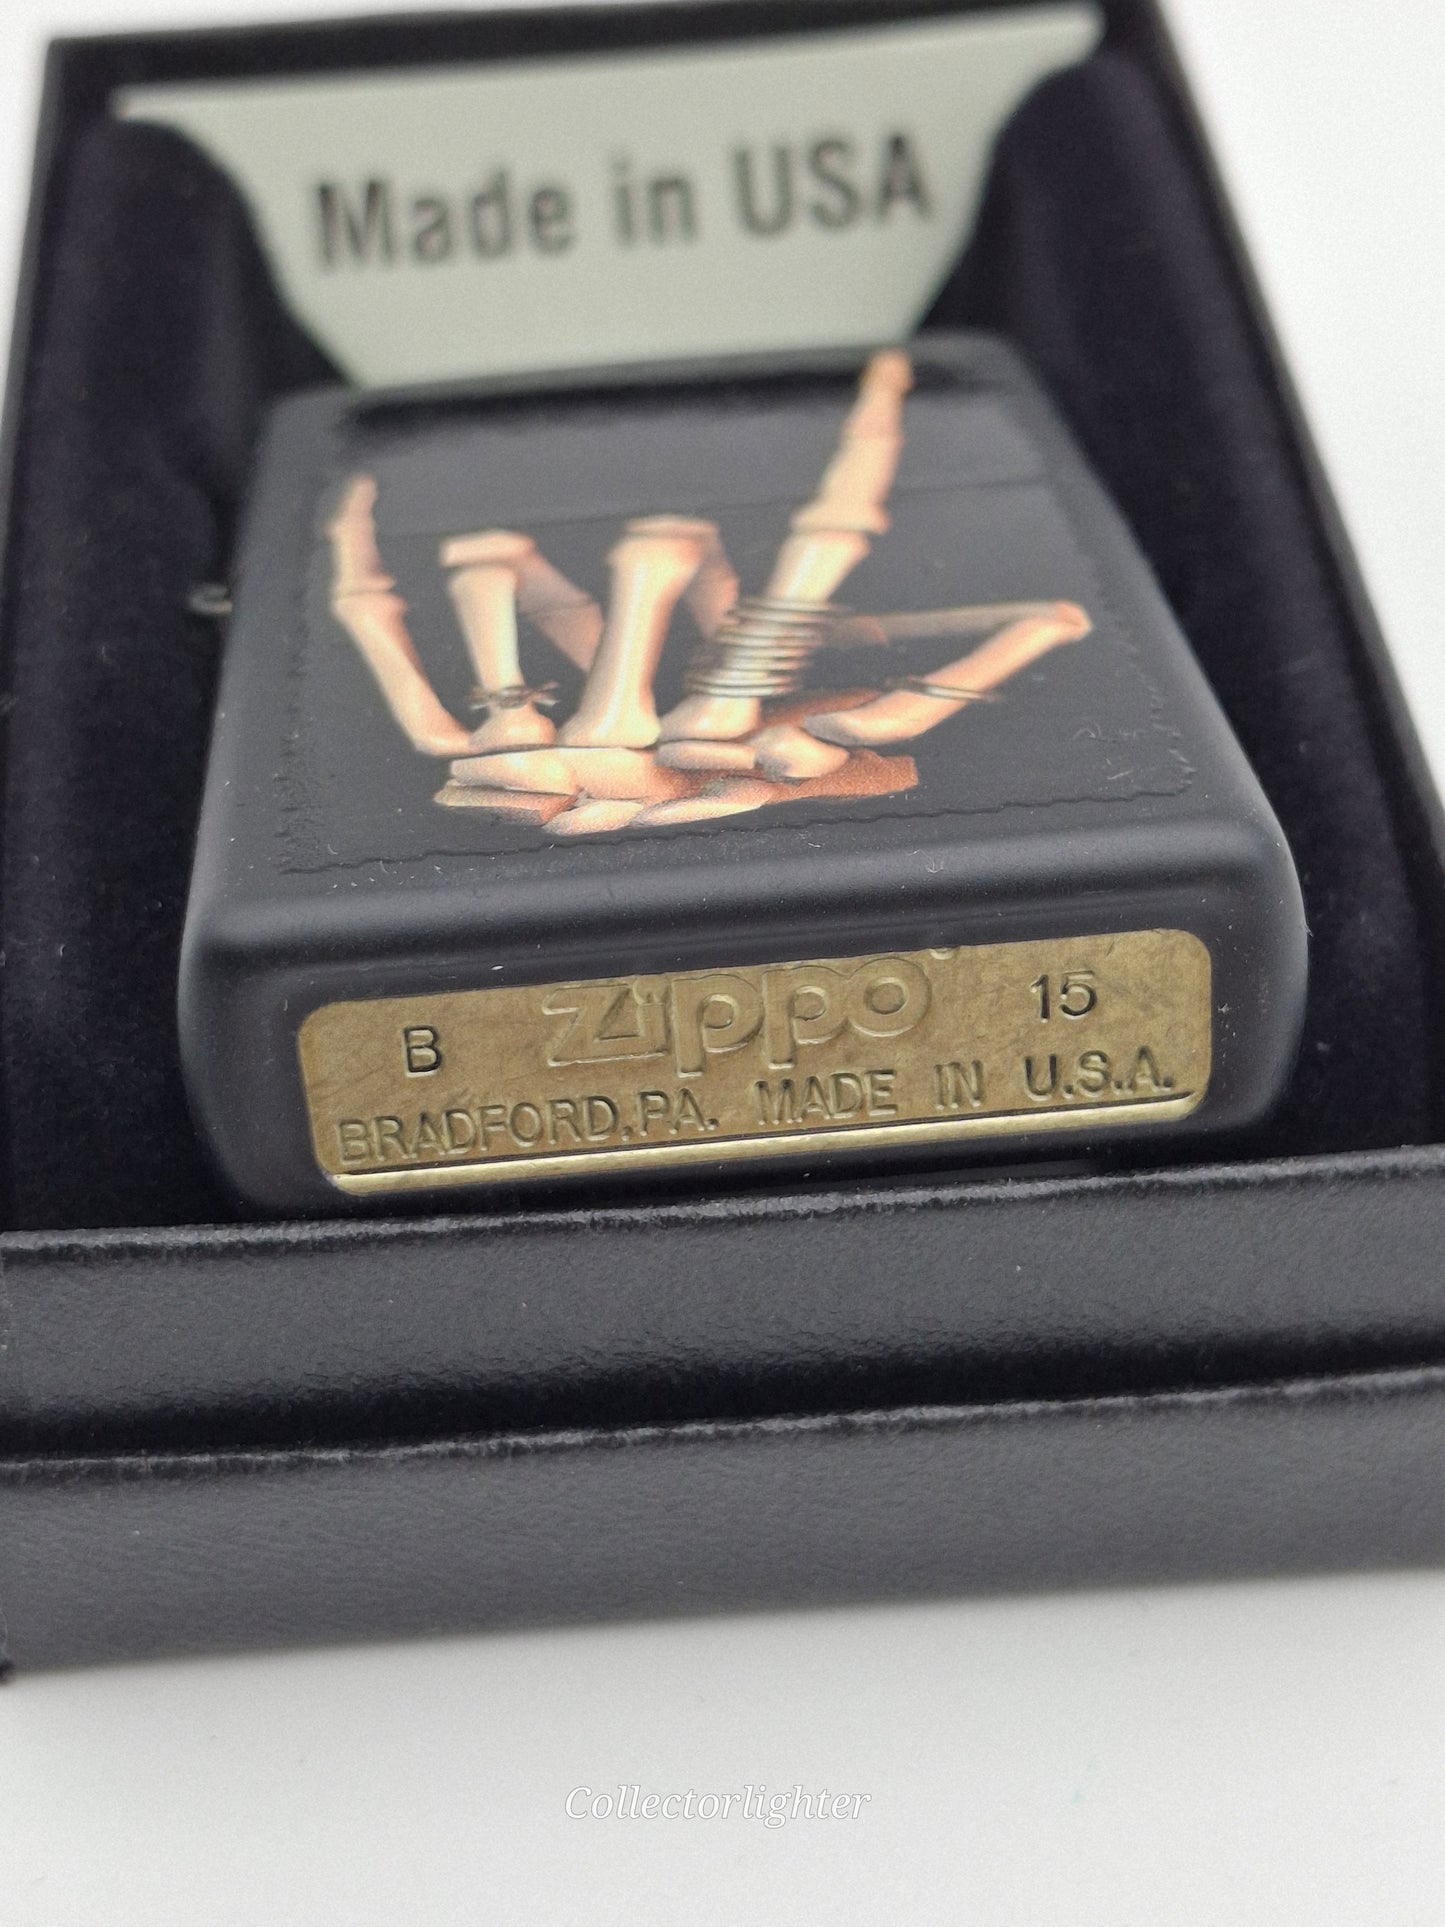 Made in USA
B zippo 15
BRADFORD,PA. MADE IN U.S.A.
Collectorlighter